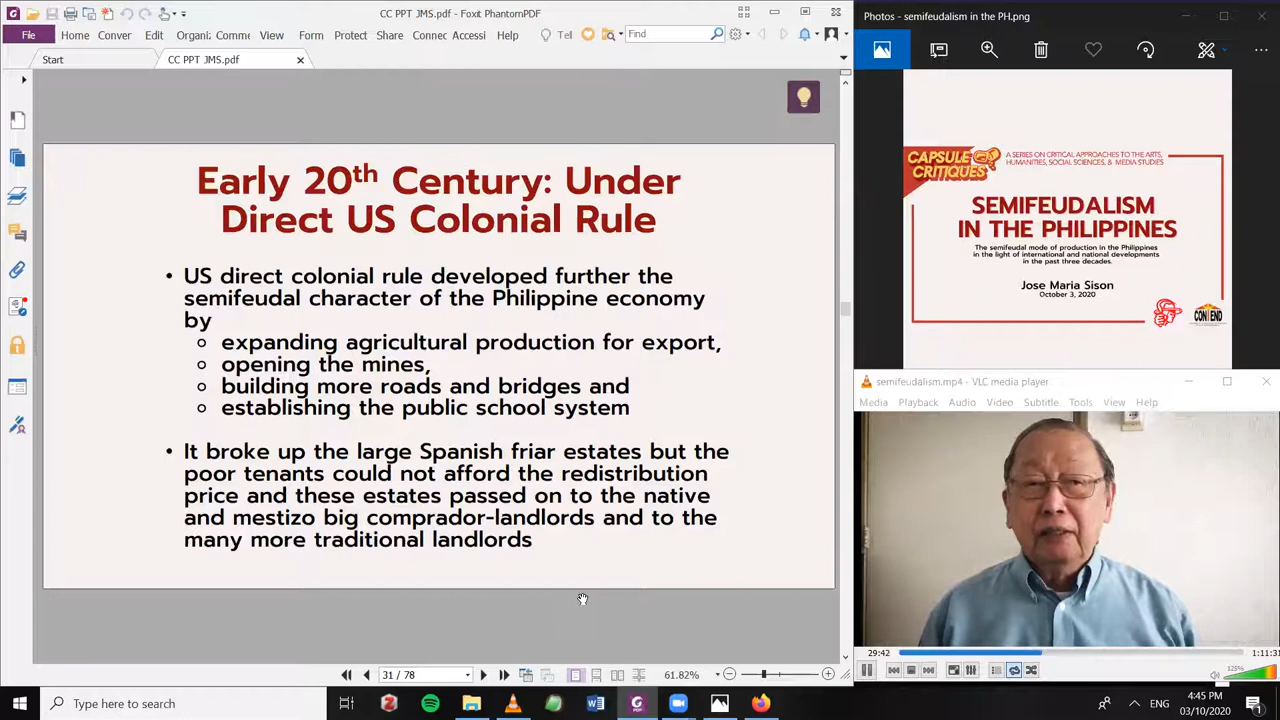 CC PPT JMS.pdf - Foxit PhantomPDF
File Home Conver Edit Organi: Comme View Form Protect Share Connec Accessi Help Tel Find
Start CC PPT JMS.pdf
Early 20th Century: Under
Direct US Colonial Rule
• US direct colonial rule developed further the
semifeudal character of the Philippine economy
by
expanding agricultural production for export,
opening the mines,
building more roads and bridges and
establishing the public school system
• It broke up the large Spanish friar estates but the
poor tenants could not afford the redistribution
price and these estates passed on to the native
and mestizo big comprador-landlords and to the
many more traditional landlords
31 / 78
61.82%
Photos - semifeudalism in the PH.png
CAPSULE
CRITIQUES
A SERIES ON CRITICAL APPROACHES TO THE ARTS,
HUMANITIES, SOCIAL SCIENCES, & MEDIA STUDIES
SEMIFEUDALISM
IN THE PHILIPPINES
The semifeudal mode of production in the Philippines
in the light of international and national developments
in the past three decades.
Jose Maria Sison
October 3, 2020
CONTEND
semifeudalism.mp4 - VLC media player
Media Playback Audio Video Subtitle Tools View Help
29:42
1:11:31
125%
Type here to search
ENG
4:45 PM
03/10/2020